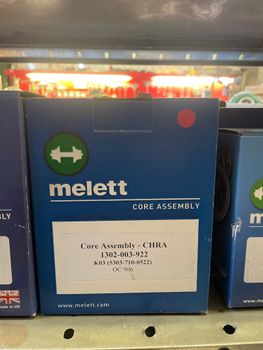 melett
CORE ASSEMBLY
Core Assembly - CHRA
1302-003-922
K03 (5303-710-0522)
QC 906
www.melett.com
BLY
Made in UK